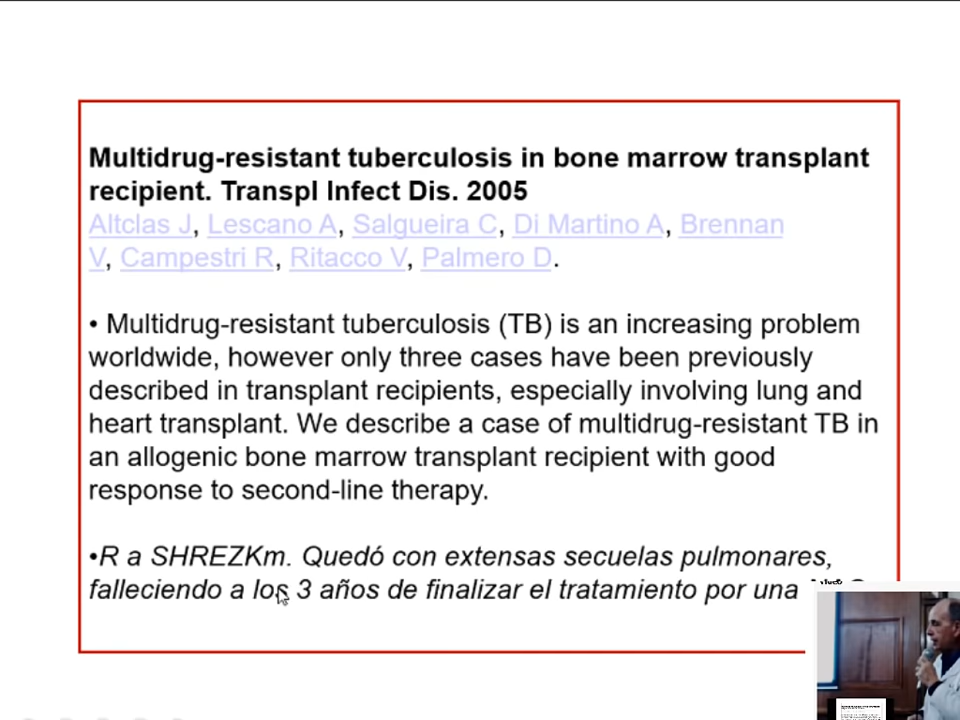 Multidrug-resistant tuberculosis in bone marrow transplant
recipient. Transpl Infect Dis. 2005
Altclas J, Lescano A, Salgueira C, Di Martino A, Brennan
V, Campestri R, Ritacco V, Palmero D.
• Multidrug-resistant tuberculosis (TB) is an increasing problem
worldwide, however only three cases have been previously
described in transplant recipients, especially involving lung and
heart transplant. We describe a case of multidrug-resistant TB in
an allogenic bone marrow transplant recipient with good
response to second-line therapy.
•R a SHREZKm. Quedó con extensas secuelas pulmonares,
falleciendo a los 3 años de finalizar el tratamiento por una